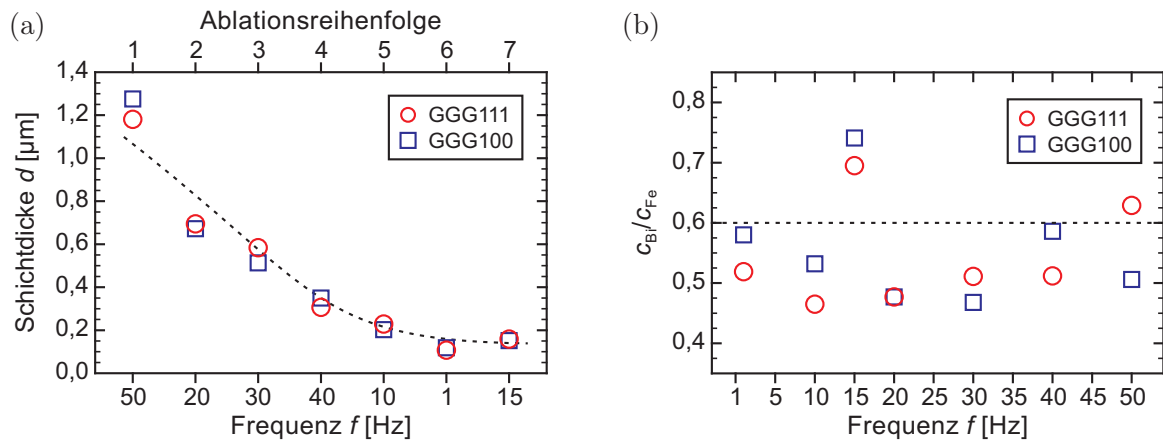 (a)
Ablationsreihenfolge
1 2 3 4 5 6 7
Schichtdicke d [µm]
1,4
1,2
1,0
0,8
0,6
0,4
0,2
0,0
GGG111
GGG100
50 20 30 40 10 1 15
Frequenz f [Hz]
(b)
cBi/cFe
0,8
0,7
0,6
0,5
0,4
GGG111
GGG100
1 5 10 15 20 25 30 35 40 45 50
Frequenz f [Hz]